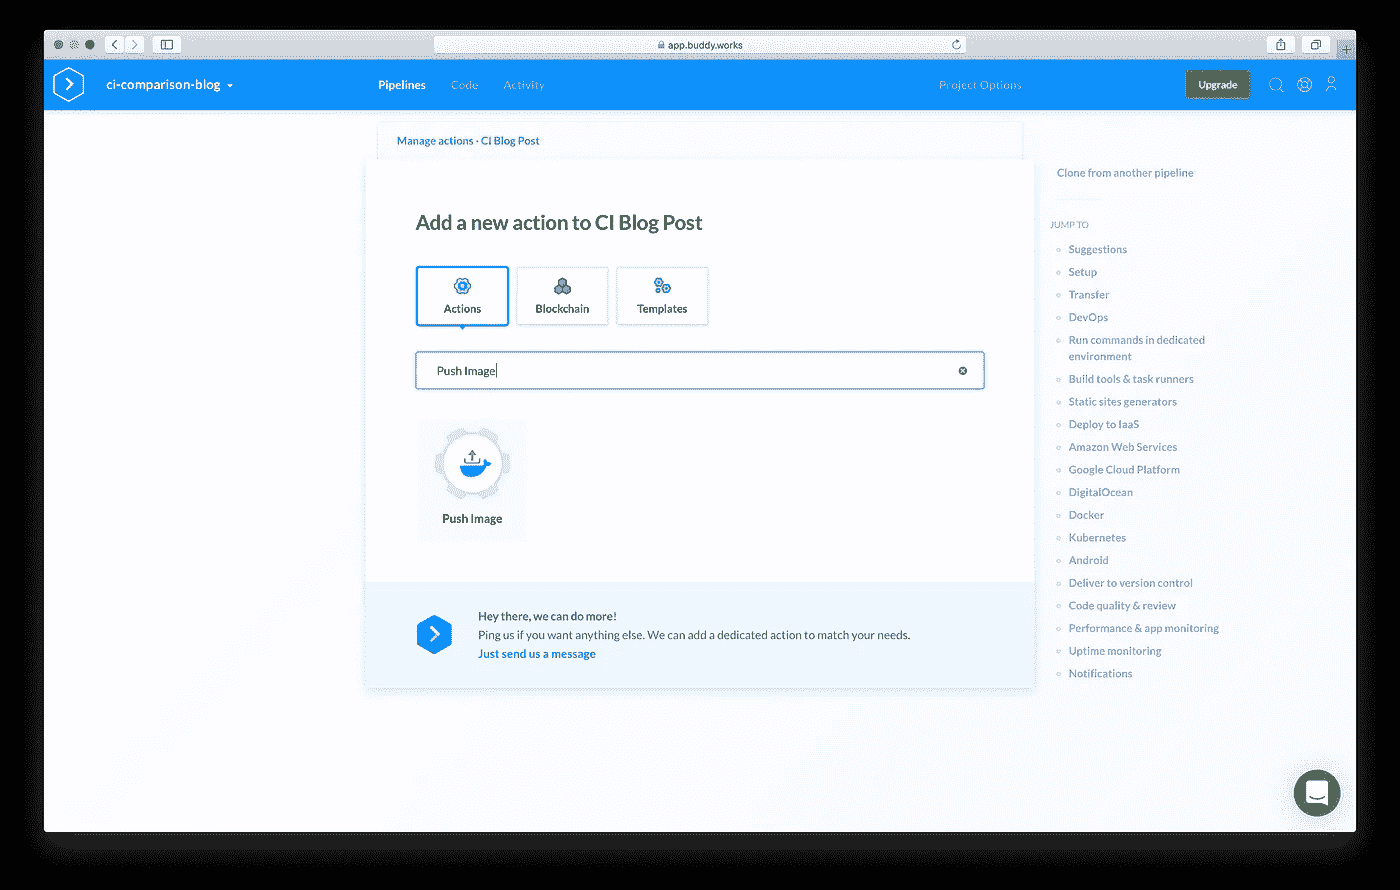 app.buddy.works
ci-comparison-blog
Pipelines
Code
Activity
Project Options
Upgrade
Manage actions · CI Blog Post
Add a new action to CI Blog Post
Actions
Blockchain
Templates
Push Image
Push Image
Hey there, we can do more!
Ping us if you want anything else. We can add a dedicated action to match your needs.
Just send us a message
Clone from another pipeline
JUMP TO
Suggestions
Setup
Transfer
DevOps
Run commands in dedicated
environment
Build tools & task runners
Static sites generators
Deploy to IaaS
Amazon Web Services
Google Cloud Platform
DigitalOcean
Docker
Kubernetes
Android
Deliver to version control
Code quality & review
Performance & app monitoring
Uptime monitoring
Notifications